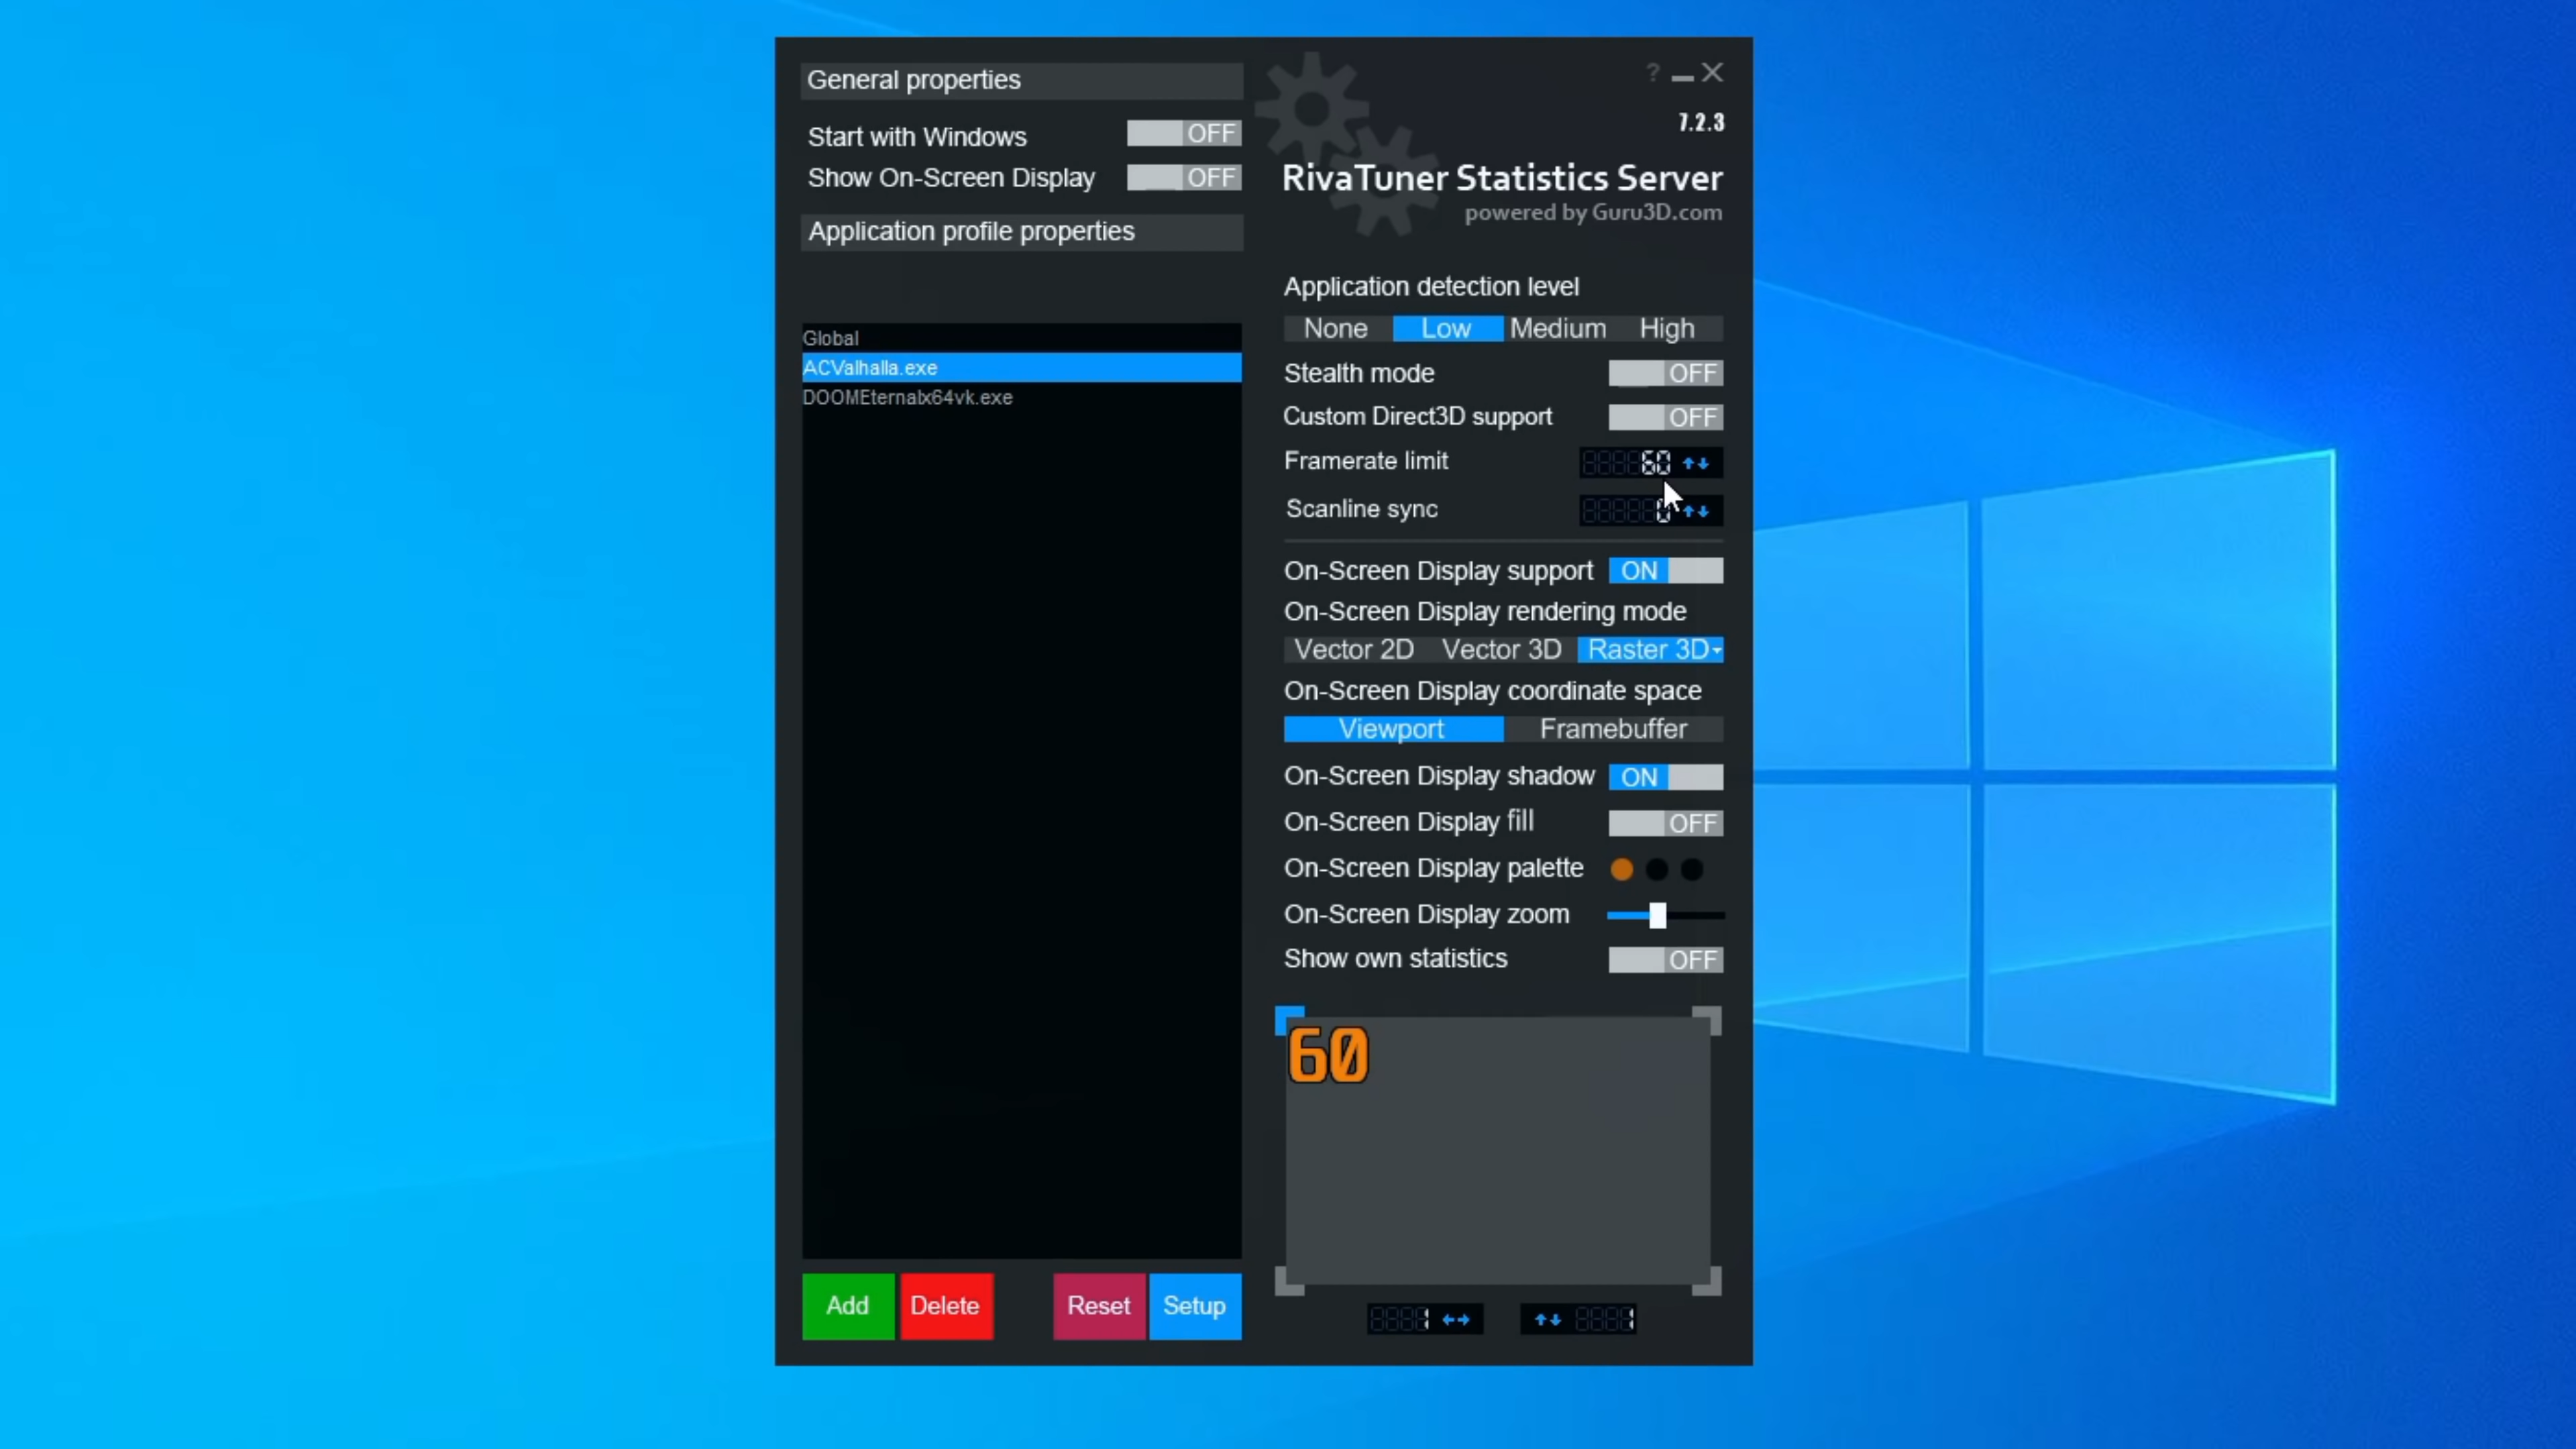 General properties
Start with Windows OFF
Show On-Screen Display OFF
Application profile properties
Global
ACValhalla.exe
DOOMEternalx64vk.exe
Add Delete Reset Setup
?
7.2.3
RivaTuner Statistics Server
powered by Guru3D.com
Application detection level
None Low Medium High
Stealth mode OFF
Custom Direct3D support OFF
Framerate limit 60
Scanline sync 0
On-Screen Display support ON
On-Screen Display rendering mode
Vector 2D Vector 3D Raster 3D
On-Screen Display coordinate space
Viewport Framebuffer
On-Screen Display shadow ON
On-Screen Display fill OFF
On-Screen Display palette
On-Screen Display zoom
Show own statistics OFF
60
1 1